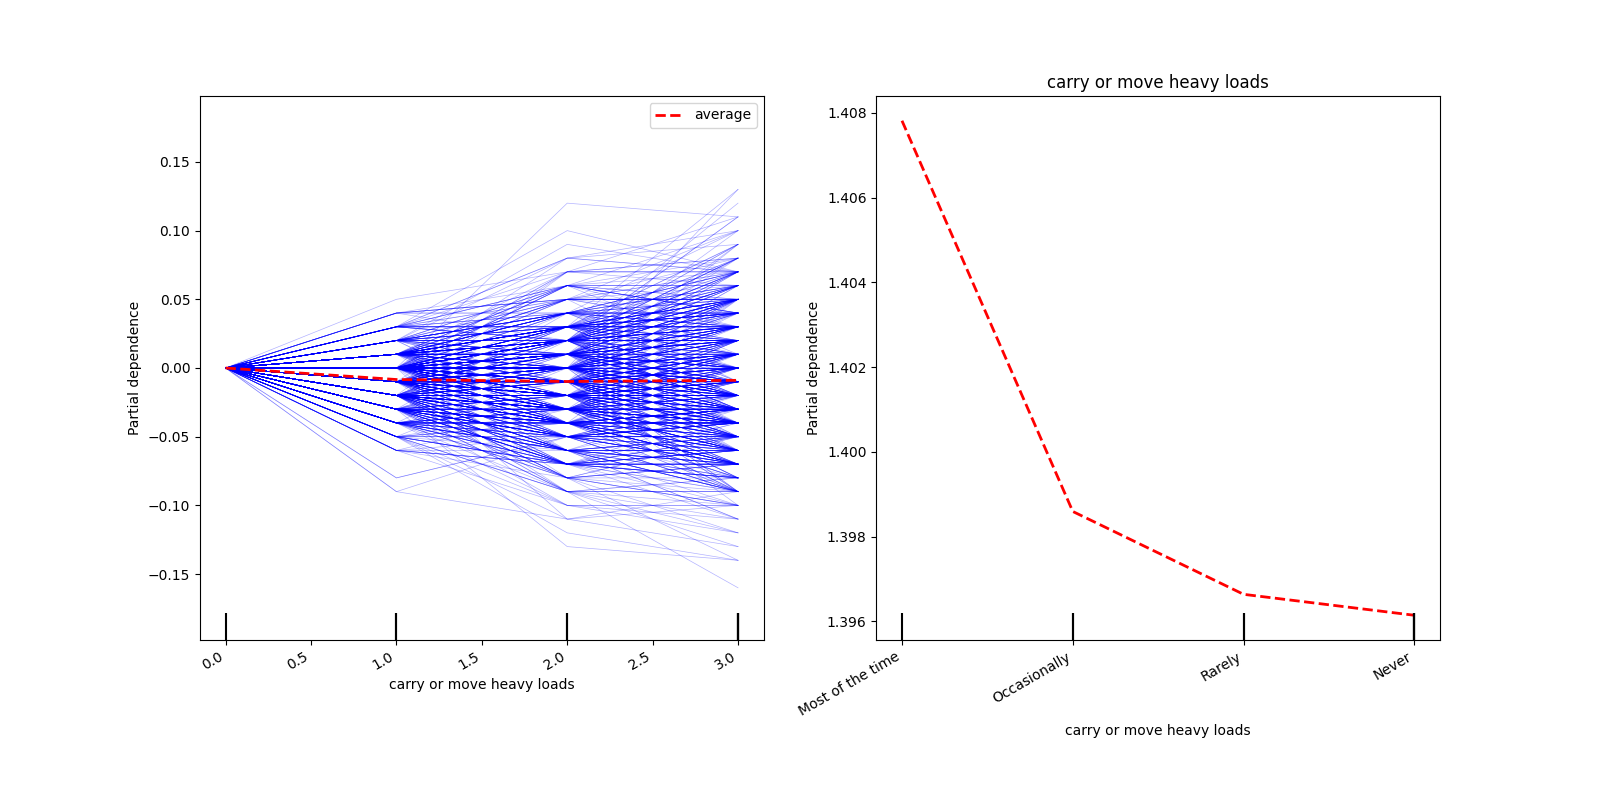 average
0.15
0.10
0.05
0.00
−0.05
−0.10
−0.15
Partial dependence
0.0
0.5
1.0
1.5
2.0
2.5
3.0
carry or move heavy loads
carry or move heavy loads
1.408
1.406
1.404
1.402
1.400
1.398
1.396
Partial dependence
Most of the time
Occasionally
Rarely
Never
carry or move heavy loads